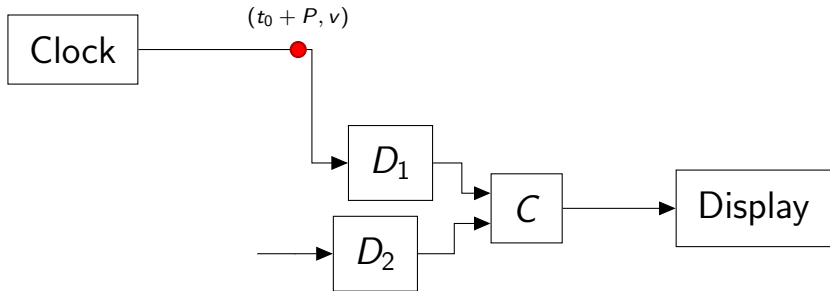 (t₀ + P, v)
Clock
D₁
C
Display
D₂